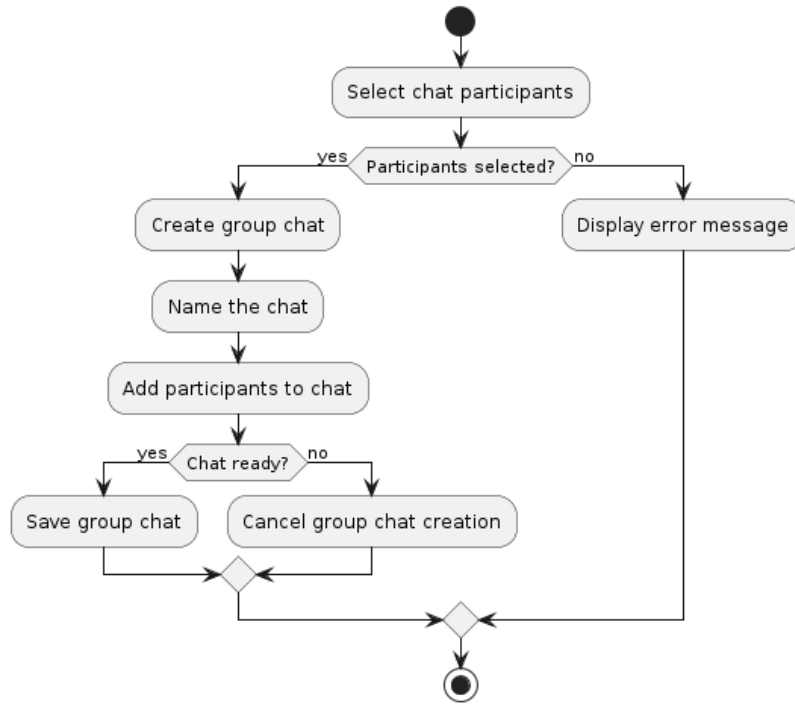 Select chat participants
yes
Participants selected?
no
Create group chat
Display error message
Name the chat
Add participants to chat
yes
Chat ready?
no
Save group chat
Cancel group chat creation